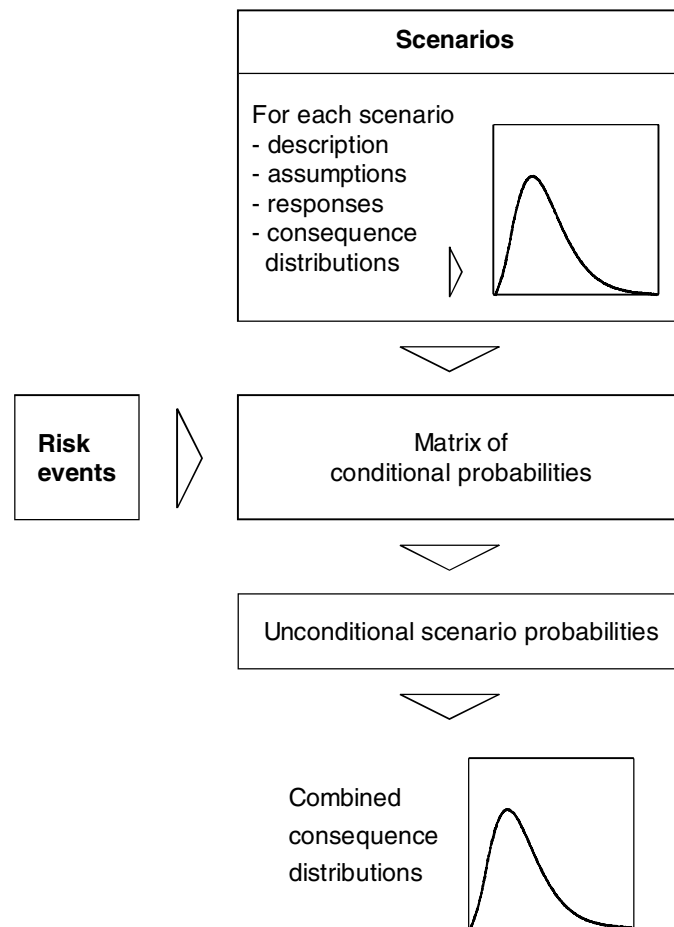 Scenarios
For each scenario
- description
- assumptions
- responses
- consequence
distributions
Risk
events
Matrix of
conditional probabilities
Unconditional scenario probabilities
Combined
consequence
distributions